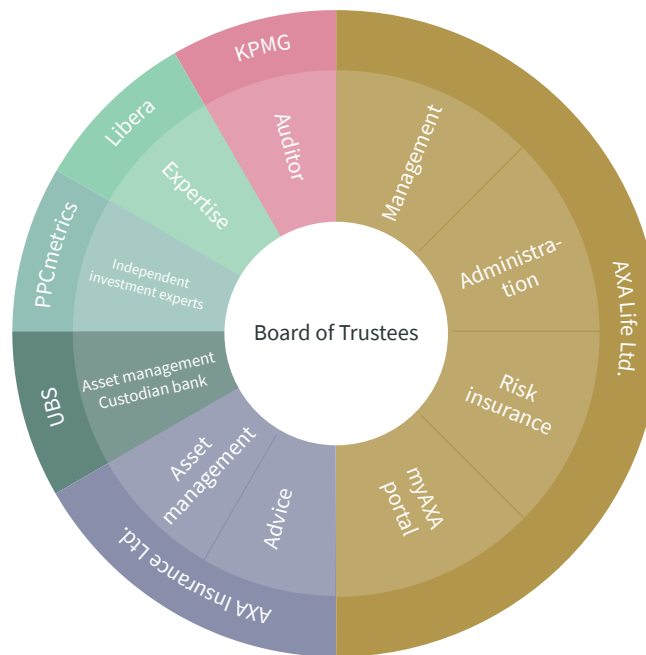 KPMG
Auditor
Libera
Expertise
PPCmetrics
Independent
investment experts
UBS
Asset management
Custodian bank
AXA Insurance Ltd.
Asset
management
Advice
AXA Life Ltd.
Management
Administra-
tion
Risk
insurance
myAXA
portal
Board of Trustees